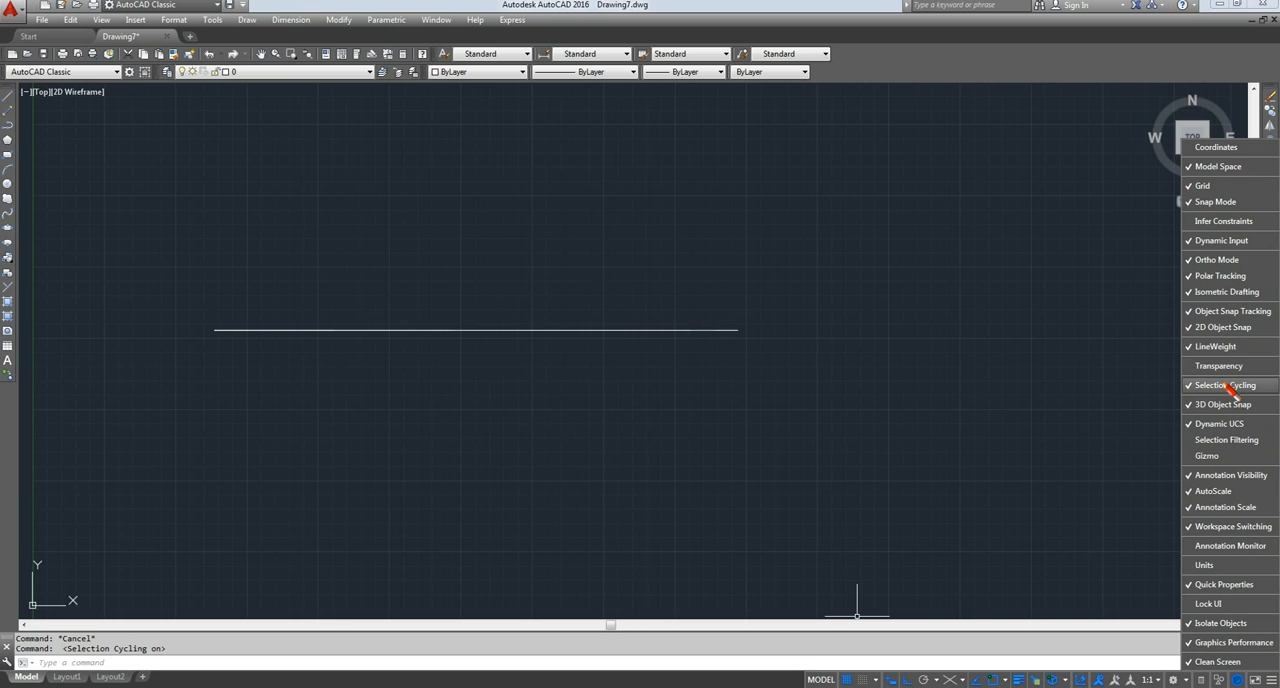 AutoCAD Classic
Autodesk AutoCAD 2016 Drawing7.dwg
Type a keyword or phrase
Sign In
File Edit View Insert Format Tools Draw Dimension Modify Parametric Window Help Express
Start
Drawing7*
Standard
Standard
Standard
Standard
AutoCAD Classic
0
ByLayer
ByLayer
ByLayer
ByLayer
[−][Top][2D Wireframe]
N
W
TOP
E
Coordinates
Model Space
Grid
Snap Mode
Infer Constraints
Dynamic Input
Ortho Mode
Polar Tracking
Isometric Drafting
Object Snap Tracking
2D Object Snap
LineWeight
Transparency
Selection Cycling
3D Object Snap
Dynamic UCS
Selection Filtering
Gizmo
Annotation Visibility
AutoScale
Annotation Scale
Workspace Switching
Annotation Monitor
Units
Quick Properties
Lock UI
Isolate Objects
Graphics Performance
Clean Screen
Y
X
Command: *Cancel*
Command: <Selection Cycling on>
Type a command
Model Layout1 Layout2 +
MODEL
1:1